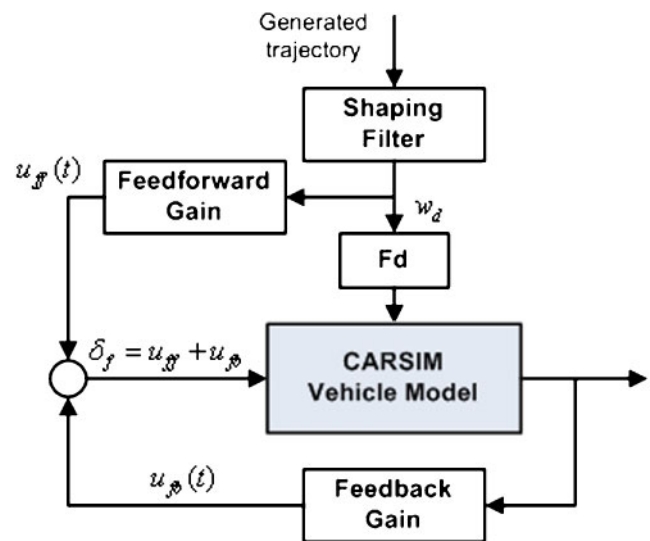 Generated
trajectory
Shaping
Filter
u_ff(t)
Feedforward
Gain
w_d
Fd
δ_f = u_ff + u_fb
CARSIM
Vehicle Model
u_fb(t)
Feedback
Gain